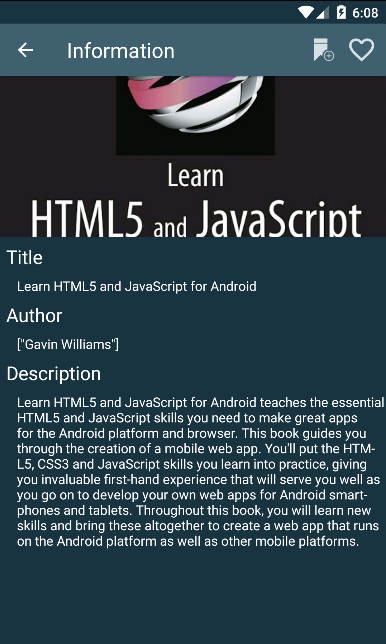 6:08
Information
Learn
HTML5 and JavaScript
Title
Learn HTML5 and JavaScript for Android
Author
["Gavin Williams"]
Description
Learn HTML5 and JavaScript for Android teaches the essential
HTML5 and JavaScript skills you need to make great apps
for the Android platform and browser. This book guides you
through the creation of a mobile web app. You'll put the HTM-
L5, CSS3 and JavaScript skills you learn into practice, giving
you invaluable first-hand experience that will serve you well as
you go on to develop your own web apps for Android smart-
phones and tablets. Throughout this book, you will learn new
skills and bring these altogether to create a web app that runs
on the Android platform as well as other mobile platforms.